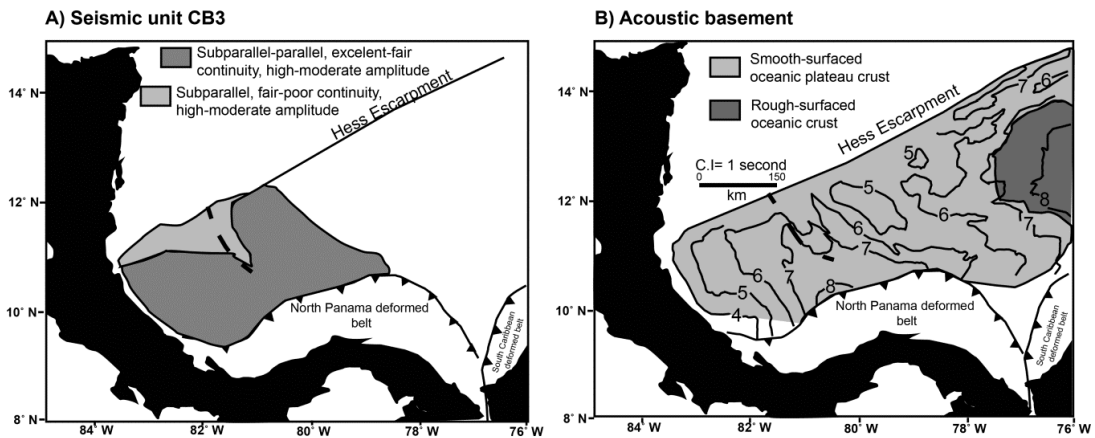 A) Seismic unit CB3
Subparallel-parallel, excelent-fair
continuity, high-moderate amplitude
Subparallel, fair-poor continuity,
high-moderate amplitude
Hess Escarpment
North Panama deformed
belt
South Caribbean
deformed belt
14° N
12° N
10° N
8° N
84° W
82° W
80° W
78° W
76° W
B) Acoustic basement
Smooth-surfaced
oceanic plateau crust
Rough-surfaced
oceanic crust
Hess Escarpment
C.I= 1 second
0 150
km
7
6
5
8
5
6
6
7
7
7
6
5
8
4
North Panama deformed
belt
South Caribbean
deformed belt
14° N
12° N
10° N
8° N
84° W
82° W
80° W
78° W
76° W